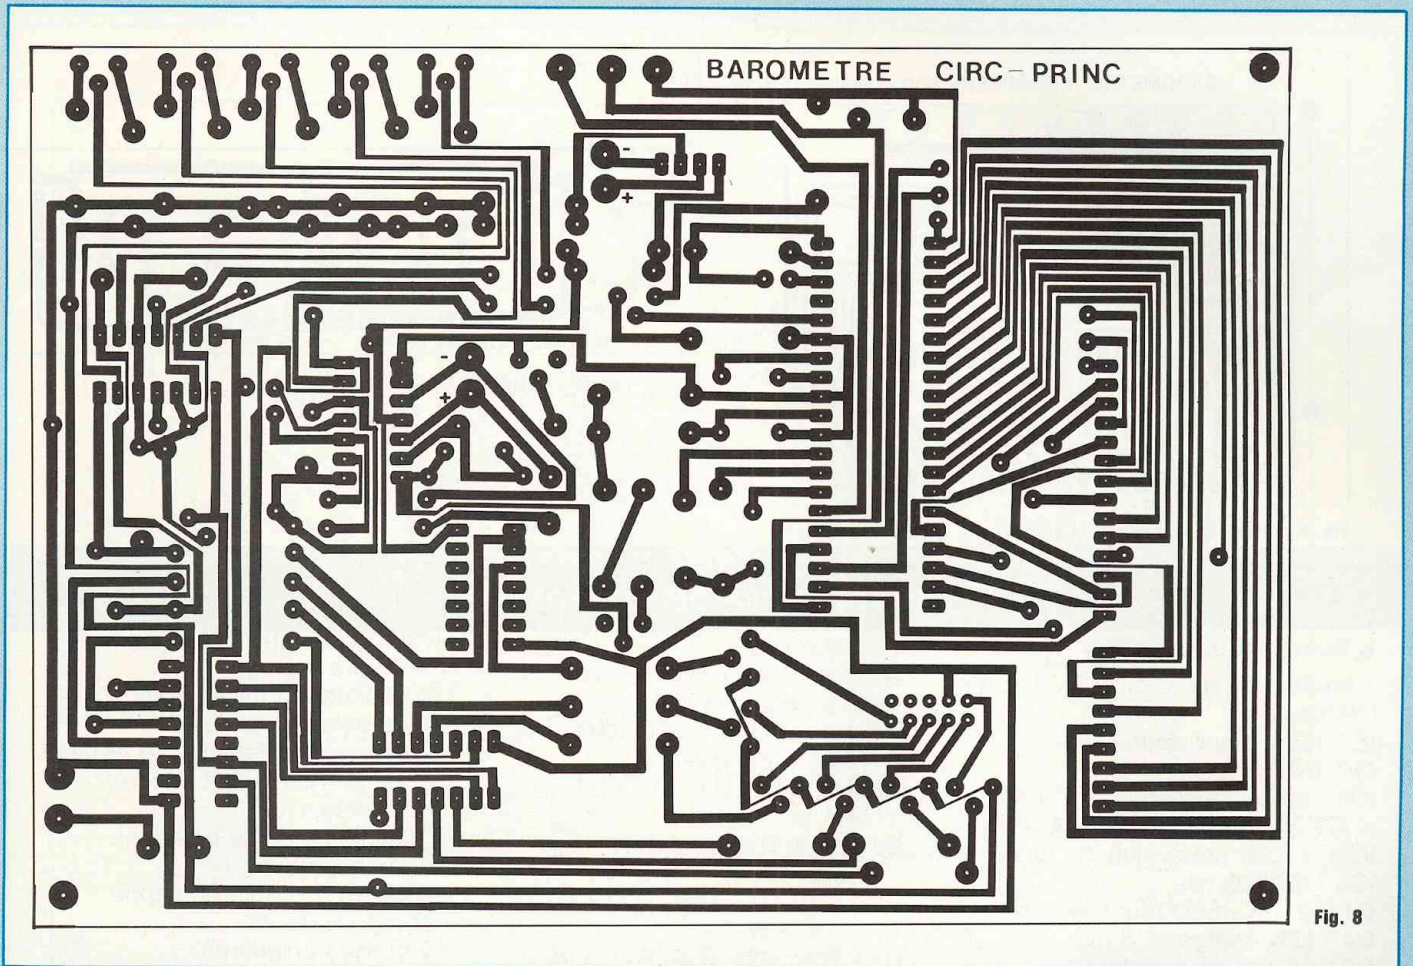 BAROMETRE CIRC-PRINC
-
+
-
+
Fig. 8